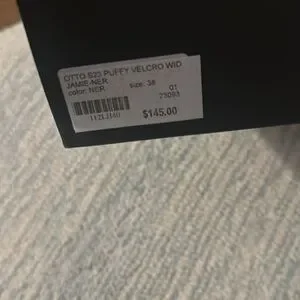 OTTO S23 PUFFY VELCRO WID
JAMIE-NER
color: NER size: 38 01
23093
$145.00